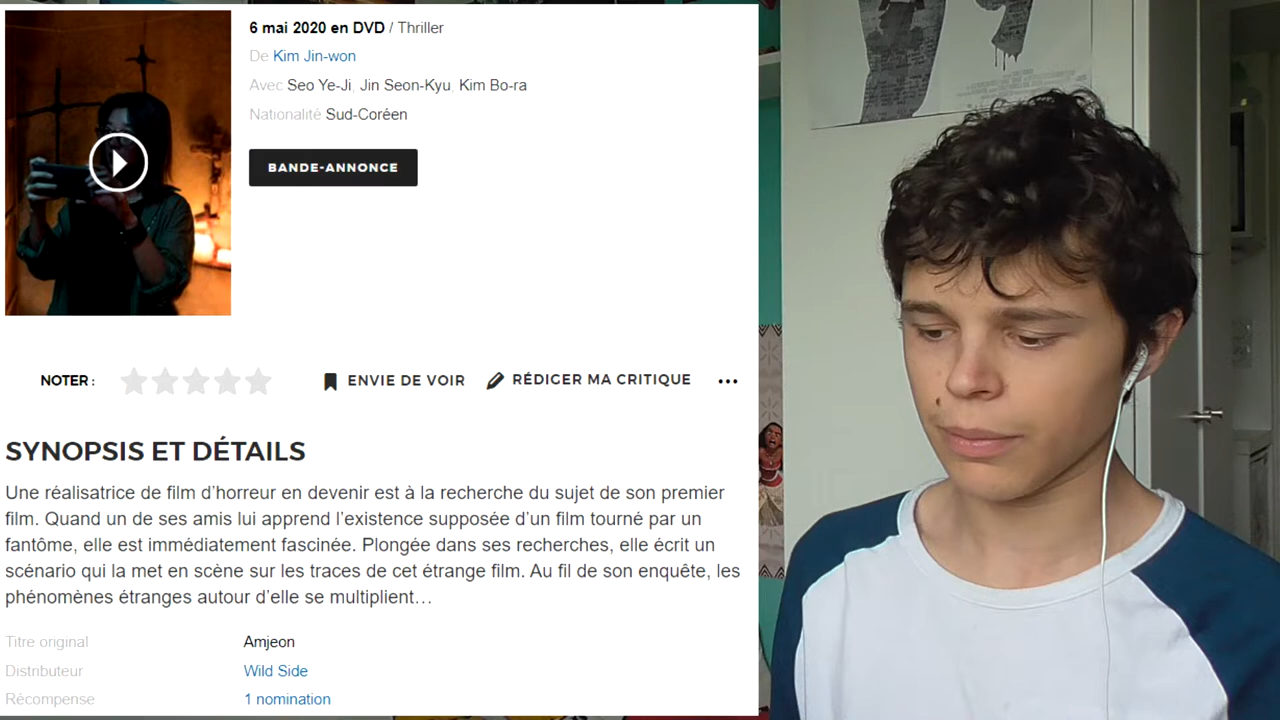 6 mai 2020 en DVD / Thriller
De Kim Jin-won
Avec Seo Ye-Ji, Jin Seon-Kyu, Kim Bo-ra
Nationalité Sud-Coréen
BANDE-ANNONCE
NOTER :
ENVIE DE VOIR
RÉDIGER MA CRITIQUE
SYNOPSIS ET DÉTAILS
Une réalisatrice de film d’horreur en devenir est à la recherche du sujet de son premier
film. Quand un de ses amis lui apprend l’existence supposée d’un film tourné par un
fantôme, elle est immédiatement fascinée. Plongée dans ses recherches, elle écrit un
scénario qui la met en scène sur les traces de cet étrange film. Au fil de son enquête, les
phénomènes étranges autour d’elle se multiplient…
Titre original Amjeon
Distributeur Wild Side
Récompense 1 nomination